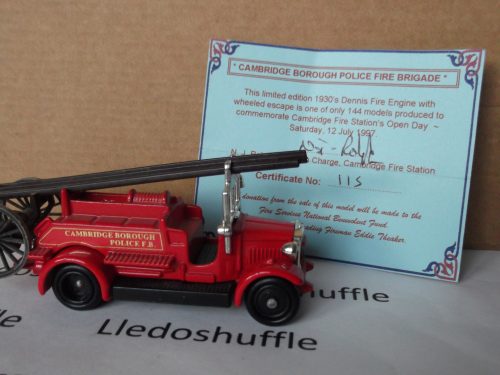 " CAMBRIDGE BOROUGH POLICE FIRE BRIGADE "
This limited edition 1930's Dennis Fire Engine with
wheeled escape is one of only 144 models produced to
commemorate Cambridge Fire Station's Open Day ~
Saturday, 12 July 1997
Charge, Cambridge Fire Station
Certificate No: 115
donation from the sale of this model will be made to the
Fire Services National Benevolent Fund.
Fireman Eddie Theaker.
CAMBRIDGE BOROUGH
POLICE F.B.
shuffle
Lledoshuffle